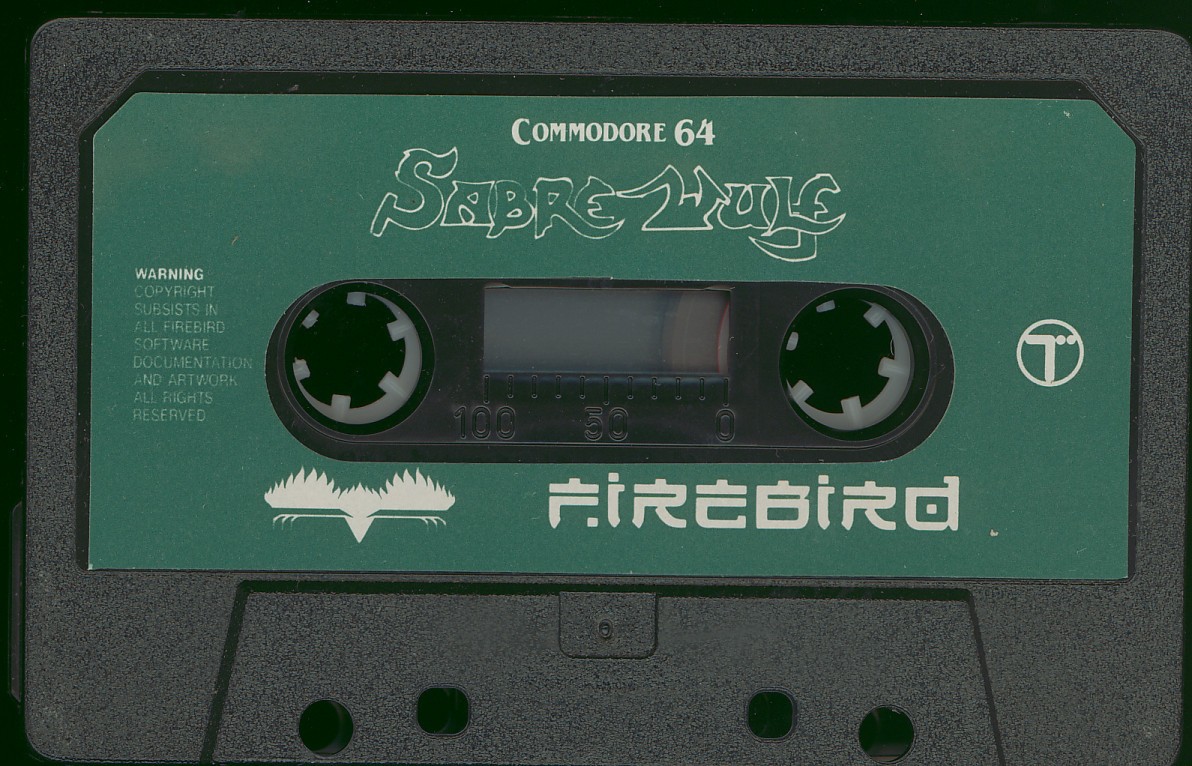 COMMODORE 64
SABRE WULF
WARNING
COPYRIGHT
SUBSISTS IN
ALL FIREBIRD
SOFTWARE
DOCUMENTATION
AND ARTWORK.
ALL RIGHTS
RESERVED.
100 50 0
FIREBIRD